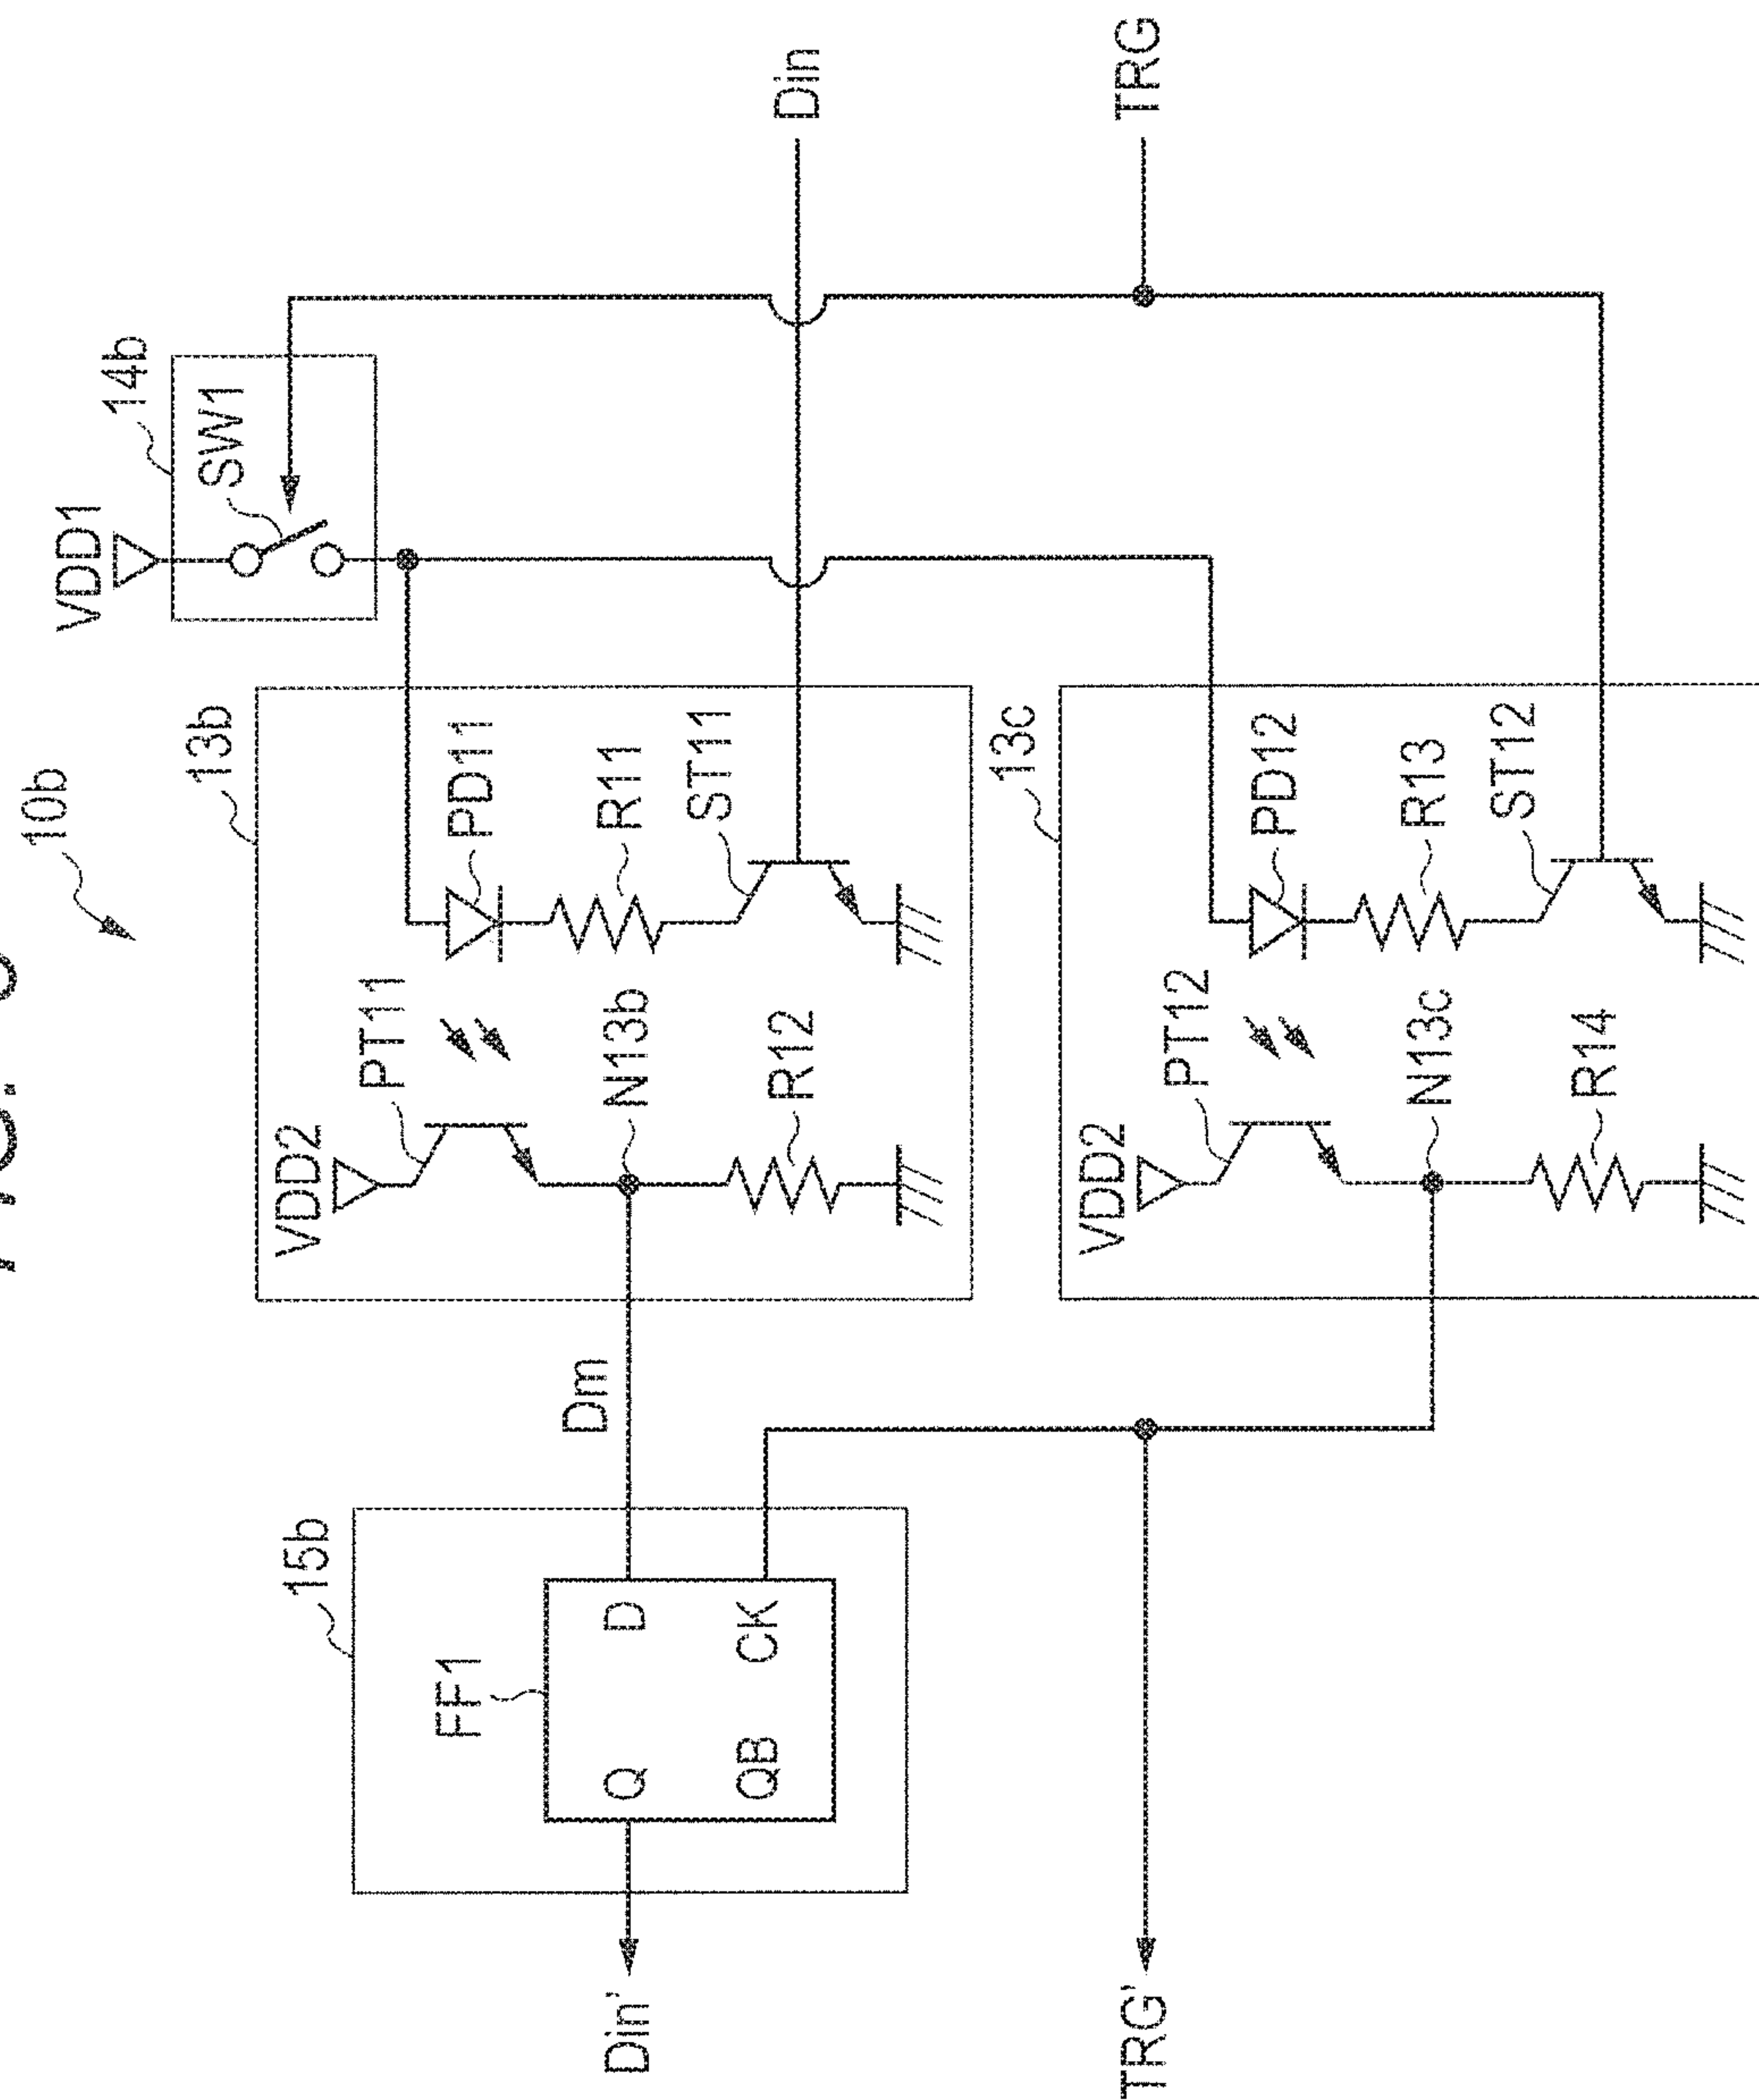 10b
VDD1
14b
SW1
Din
TRG
13b
PD11
R11
ST11
PT11
VDD2
N13b
R12
13c
PD12
R13
ST12
PT12
VDD2
N13c
R14
Dm
15b
FF1
D
CK
Q
QB
Din'
TRG'